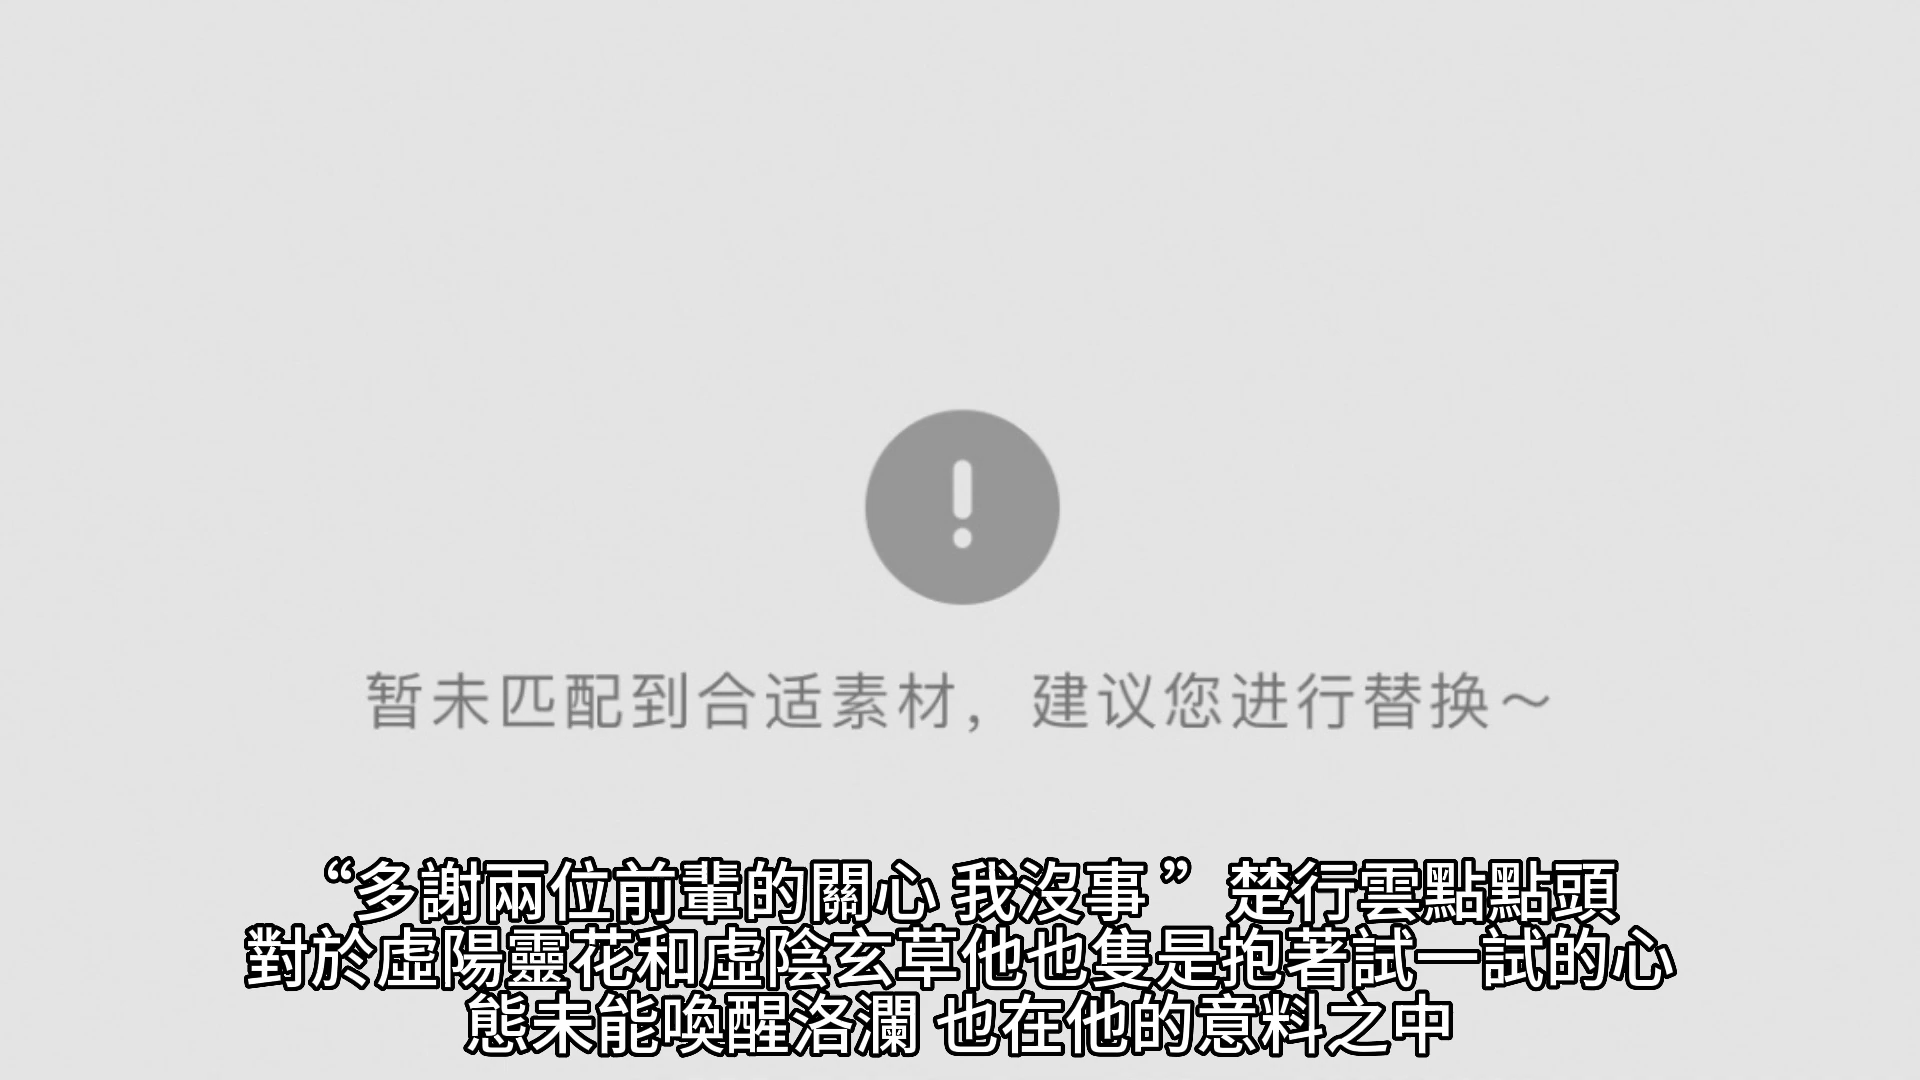 暂未匹配到合适素材，建议您进行替换～
“多謝兩位前輩的關心 我沒事” 楚行雲點點頭
對於虛陽靈花和虛陰玄草他也隻是抱著試一試的心
態未能喚醒洛瀾 也在他的意料之中